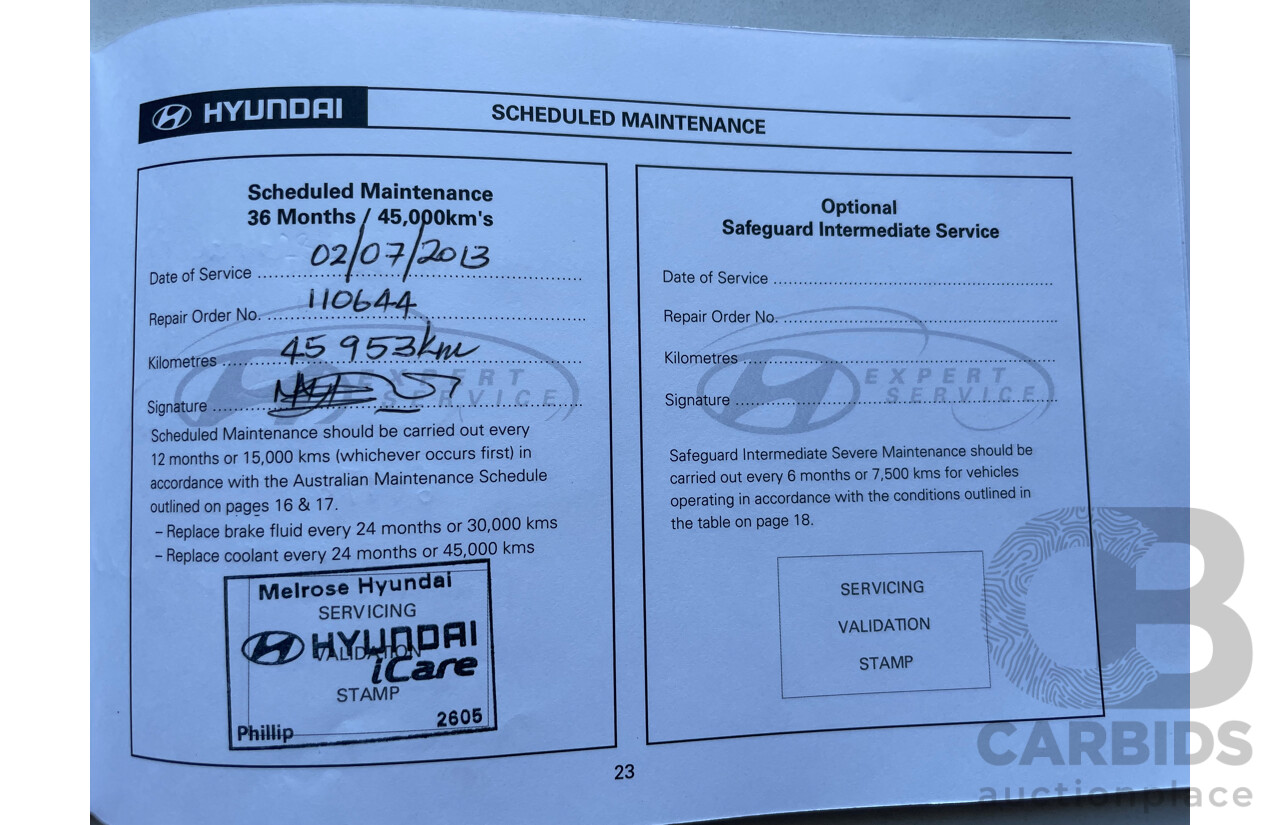 HYUNDAI
SCHEDULED MAINTENANCE
Scheduled Maintenance
36 Months / 45,000km's
Date of Service 02/07/2013
Repair Order No. 110644
Kilometres 45 953km
Signature
EXPERT
SERVICE
Scheduled Maintenance should be carried out every
12 months or 15,000 kms (whichever occurs first) in
accordance with the Australian Maintenance Schedule
outlined on pages 16 & 17.
– Replace brake fluid every 24 months or 30,000 kms
– Replace coolant every 24 months or 45,000 kms
Melrose Hyundai
SERVICING
HYUNDAI
VALIDATION
iCare
STAMP
Phillip 2605
Optional
Safeguard Intermediate Service
Date of Service
Repair Order No.
Kilometres
EXPERT
SERVICE
Signature
Safeguard Intermediate Severe Maintenance should be
carried out every 6 months or 7,500 kms for vehicles
operating in accordance with the conditions outlined in
the table on page 18.
SERVICING
VALIDATION
STAMP
23
CB
CARBIDS
auctionplace